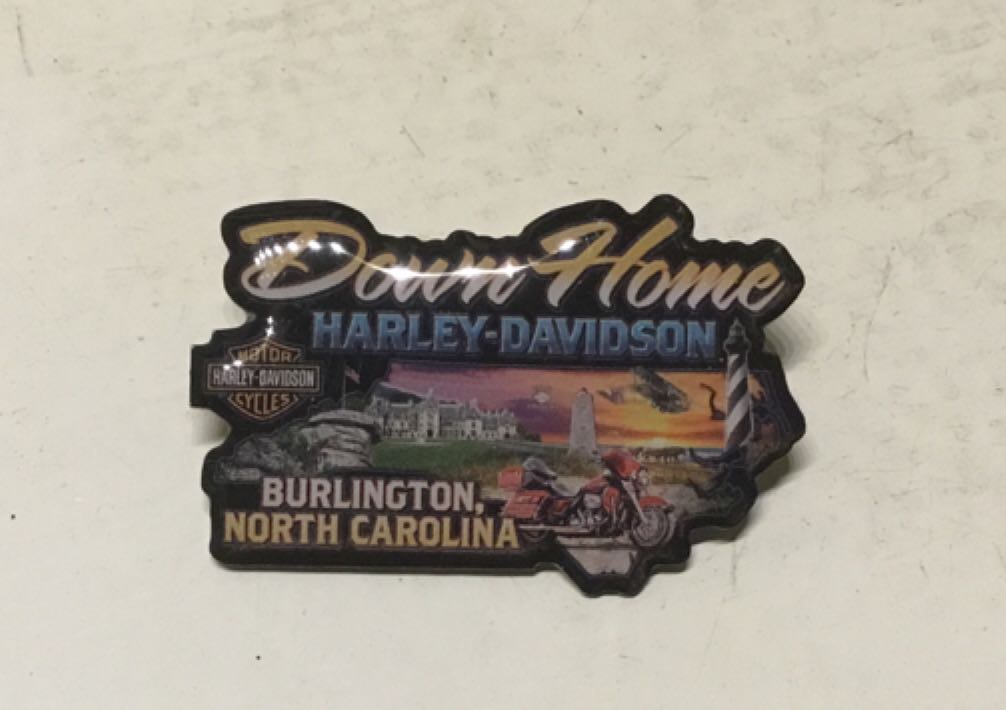 Down Home
HARLEY-DAVIDSON
MOTOR
HARLEY-DAVIDSON
CYCLES
BURLINGTON,
NORTH CAROLINA